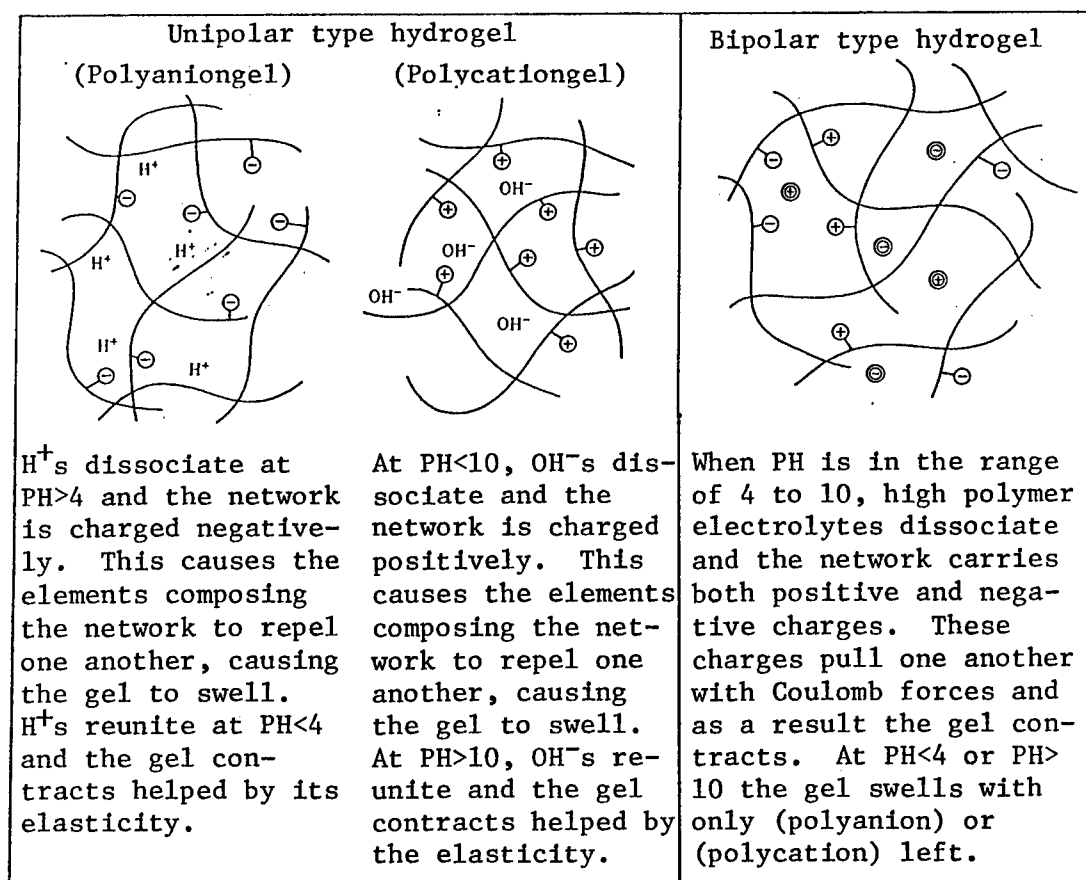 Unipolar type hydrogel
(Polyaniongel)
(Polycationgel)
H⁺
H⁺
H⁺
H⁺
H⁺
H⁺s dissociate at
PH>4 and the network
is charged negative-
ly. This causes the
elements composing
the network to repel
one another, causing
the gel to swell.
H⁺s reunite at PH<4
and the gel con-
tracts helped by its
elasticity.
OH⁻
OH⁻
OH⁻
OH⁻
At PH<10, OH⁻s dis-
sociate and the
network is charged
positively. This
causes the elements
composing the net-
work to repel one
another, causing
the gel to swell.
At PH>10, OH⁻s re-
unite and the gel
contracts helped by
the elasticity.
Bipolar type hydrogel
When PH is in the range
of 4 to 10, high polymer
electrolytes dissociate
and the network carries
both positive and nega-
tive charges. These
charges pull one another
with Coulomb forces and
as a result the gel con-
tracts. At PH<4 or PH>
10 the gel swells with
only (polyanion) or
(polycation) left.